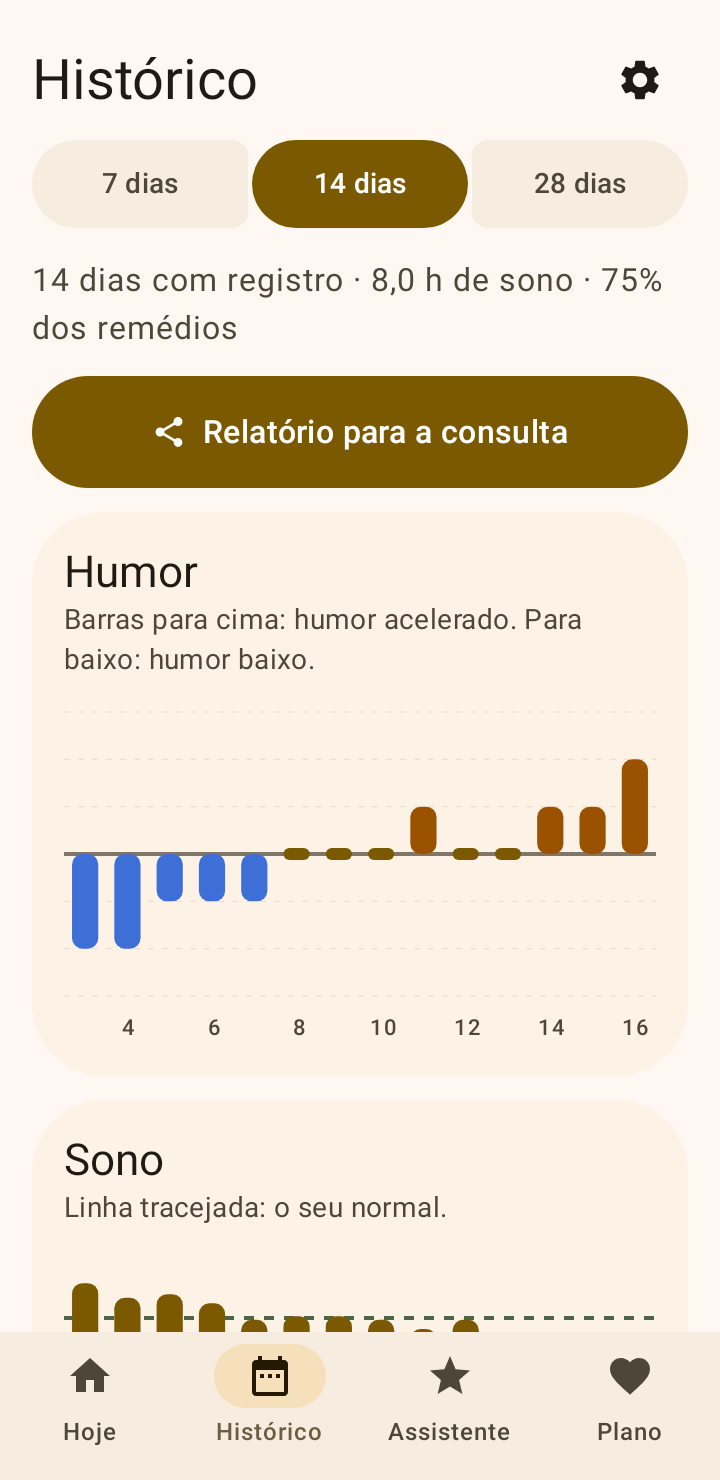 Histórico
7 dias
14 dias
28 dias
14 dias com registro · 8,0 h de sono · 75%
dos remédios
Relatório para a consulta
Humor
Barras para cima: humor acelerado. Para
baixo: humor baixo.
4 6 8 10 12 14 16
Sono
Linha tracejada: o seu normal.
Hoje
Histórico
Assistente
Plano